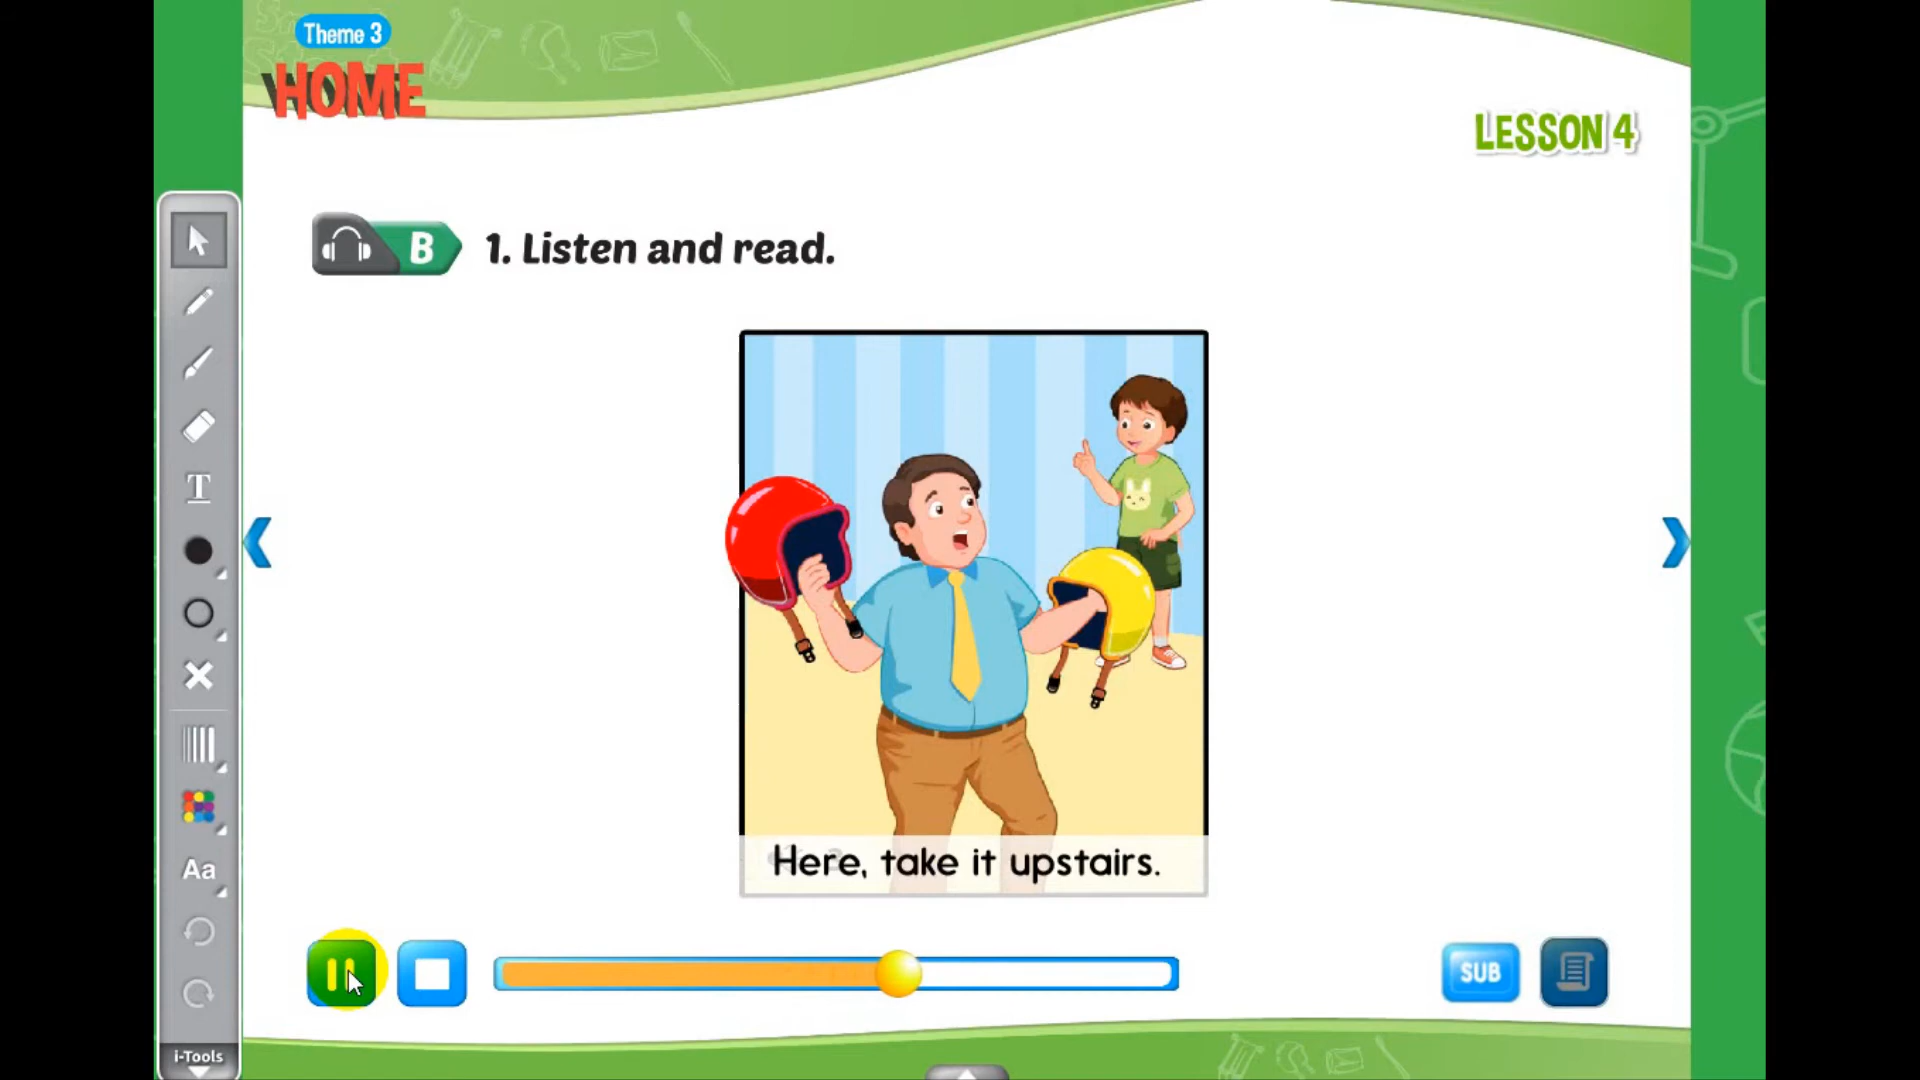 Theme 3
HOME
LESSON 4
B
1. Listen and read.
T
Aa
Here, take it upstairs.
SUB
i-Tools